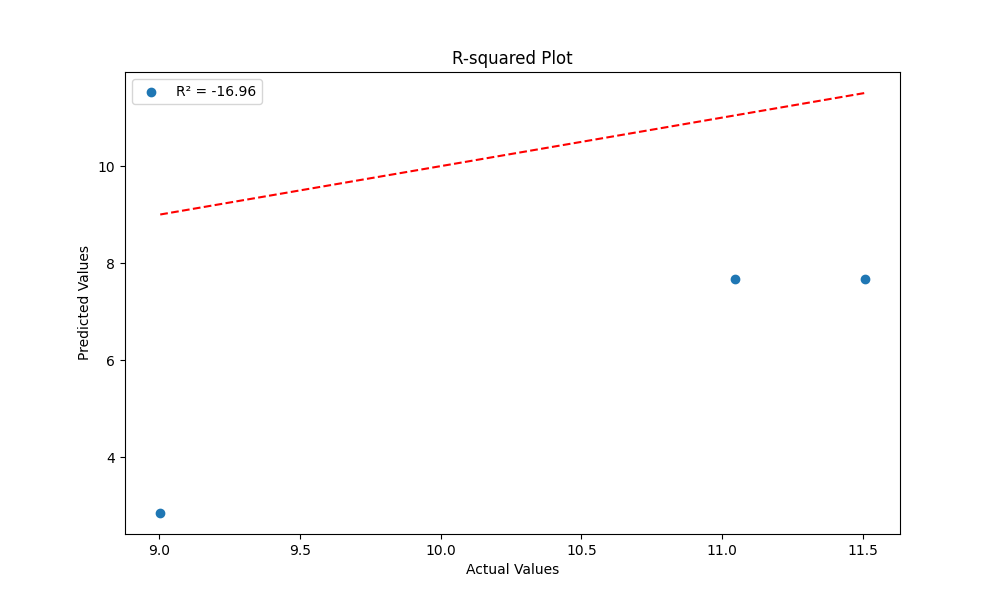 R-squared Plot
R² = -16.96
10
8
6
4
Predicted Values
9.0 9.5 10.0 10.5 11.0 11.5
Actual Values